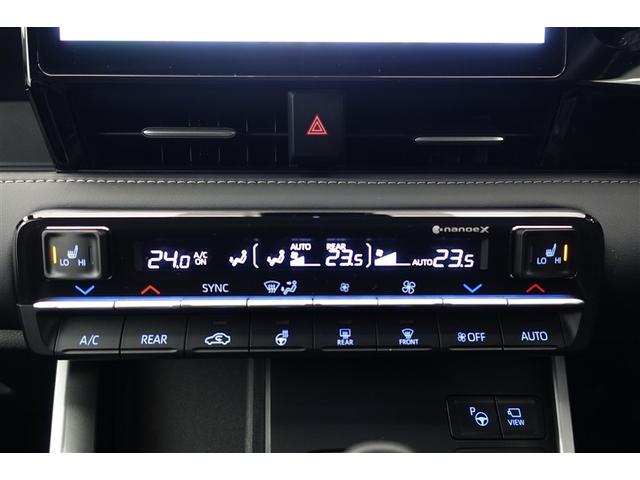 nanoeX
LO HI
24.0 A/C ON AUTO REAR 23.5 AUTO 23.5
LO HI
SYNC
A/C REAR REAR FRONT OFF AUTO
P VIEW